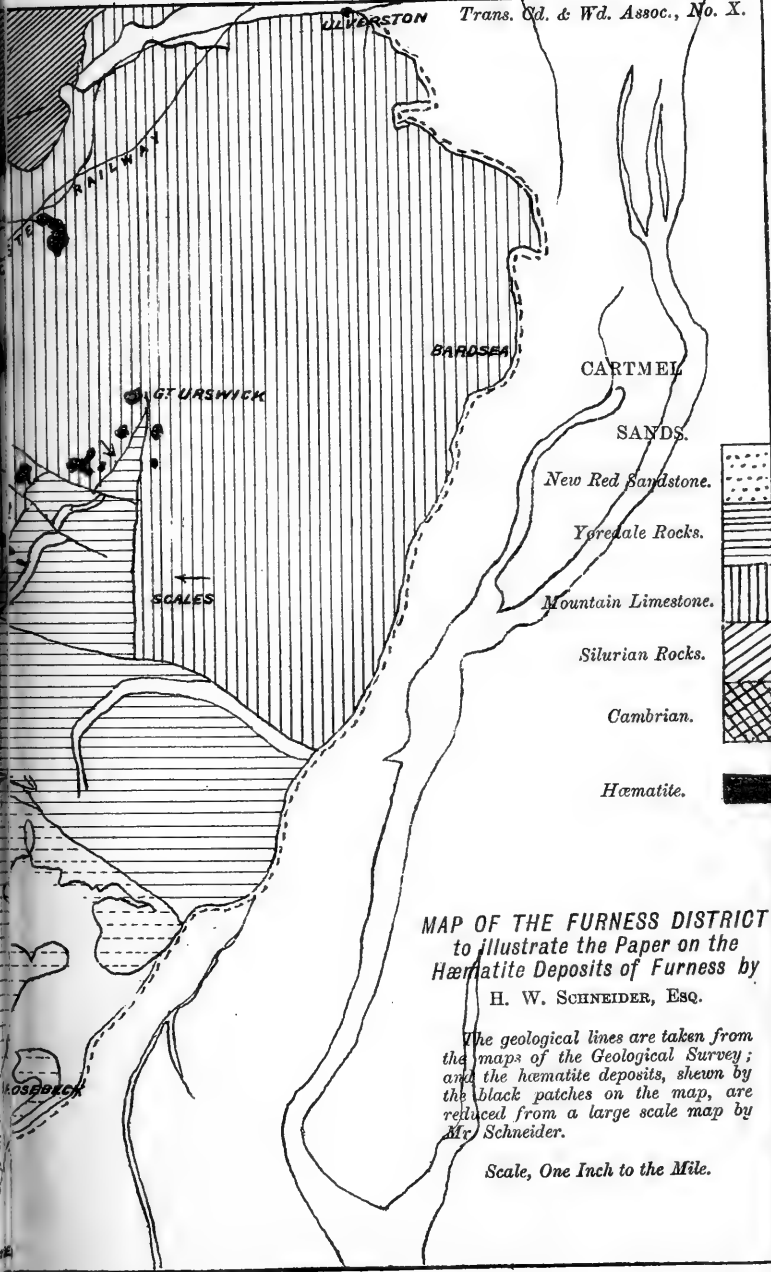 Trans. Cd. & Wd. Assoc., No. X.
ULVERSTON
RAILWAY
BARDSEA
CARTMEL
SANDS.
GT URSWICK
SCALES
New Red Sandstone.
Yoredale Rocks.
Mountain Limestone.
Silurian Rocks.
Cambrian.
Hæmatite.
MAP OF THE FURNESS DISTRICT
to illustrate the Paper on the
Hæmatite Deposits of Furness by
H. W. SCHNEIDER, ESQ.
The geological lines are taken from
the maps of the Geological Survey;
and the hæmatite deposits, shewn by
the black patches on the map, are
reduced from a large scale map by
Mr Schneider.
Scale, One Inch to the Mile.
OSEBECK